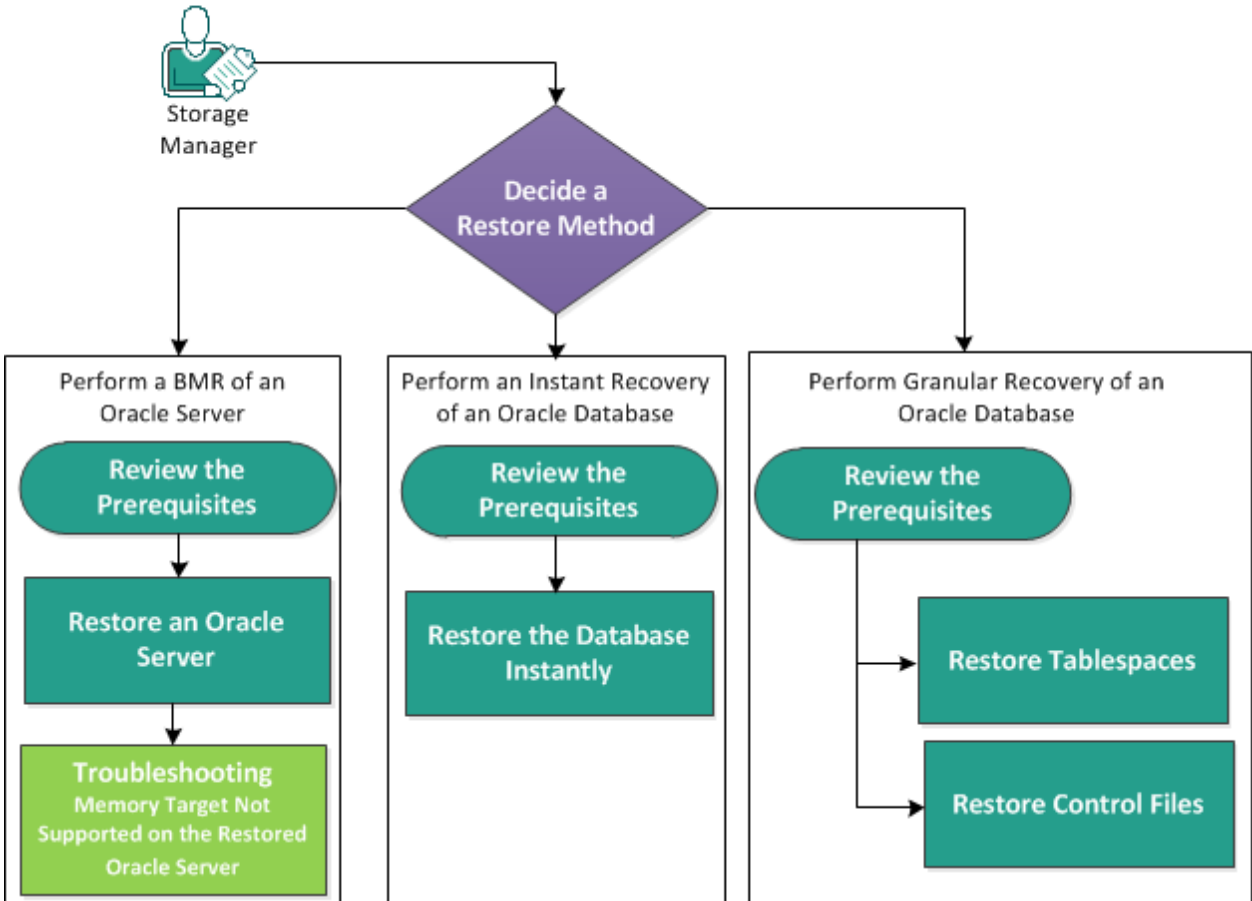 Storage
Manager
Decide a
Restore Method
Perform a BMR of an
Oracle Server
Review the
Prerequisites
Restore an Oracle
Server
Troubleshooting
Memory Target Not
Supported on the Restored
Oracle Server
Perform an Instant Recovery
of an Oracle Database
Review the
Prerequisites
Restore the Database
Instantly
Perform Granular Recovery of an
Oracle Database
Review the
Prerequisites
Restore Tablespaces
Restore Control Files